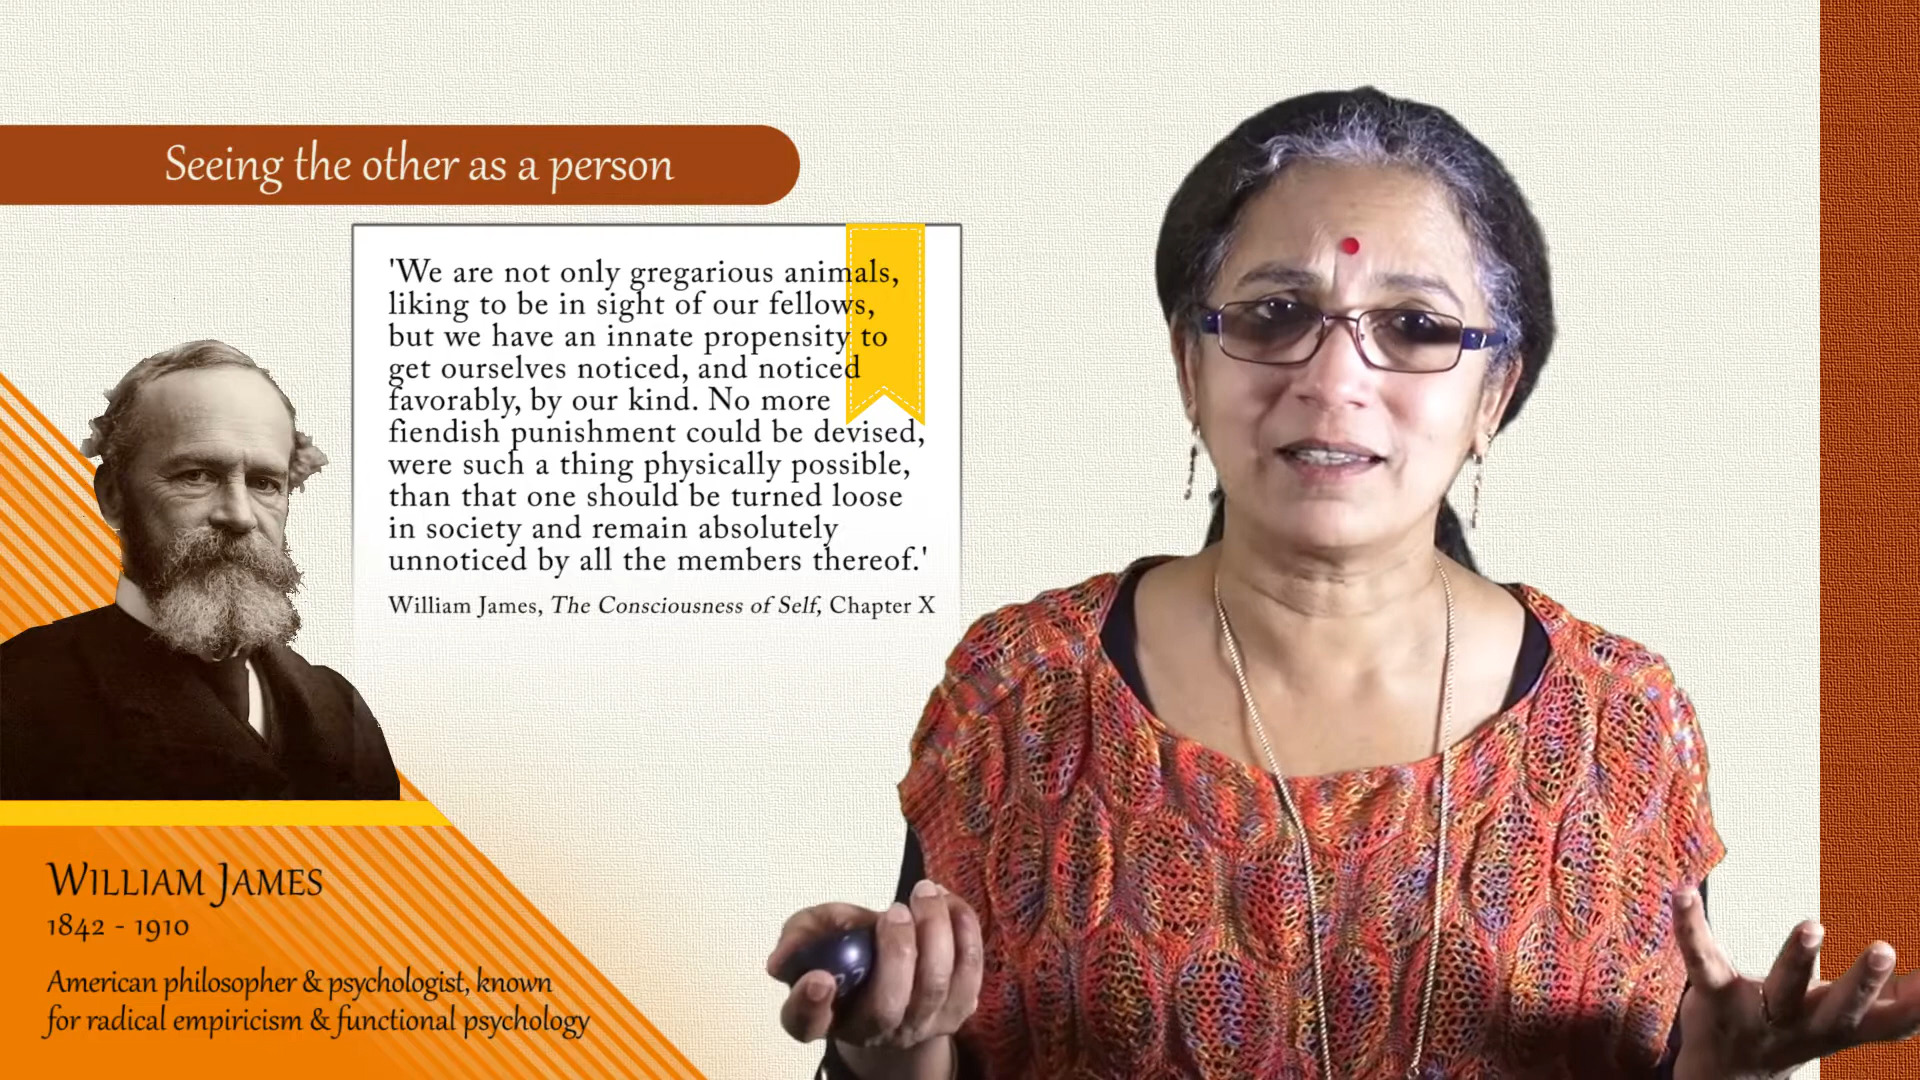 Seeing the other as a person
'We are not only gregarious animals,
liking to be in sight of our fellows,
but we have an innate propensity to
get ourselves noticed, and noticed
favorably, by our kind. No more
fiendish punishment could be devised,
were such a thing physically possible,
than that one should be turned loose
in society and remain absolutely
unnoticed by all the members thereof.'
William James, The Consciousness of Self, Chapter X
WILLIAM JAMES
1842 - 1910
American philosopher & psychologist, known
for radical empiricism & functional psychology